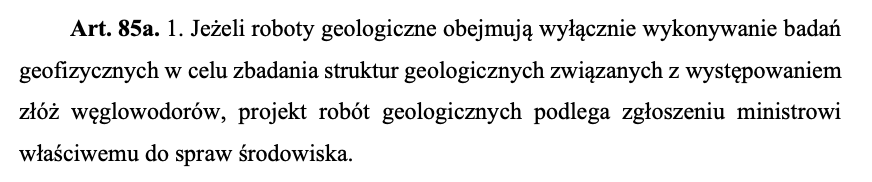 Art. 85a. 1. Jeżeli roboty geologiczne obejmują wyłącznie wykonywanie badań
geofizycznych w celu zbadania struktur geologicznych związanych z występowaniem
złóż węglowodorów, projekt robót geologicznych podlega zgłoszeniu ministrowi
właściwemu do spraw środowiska.